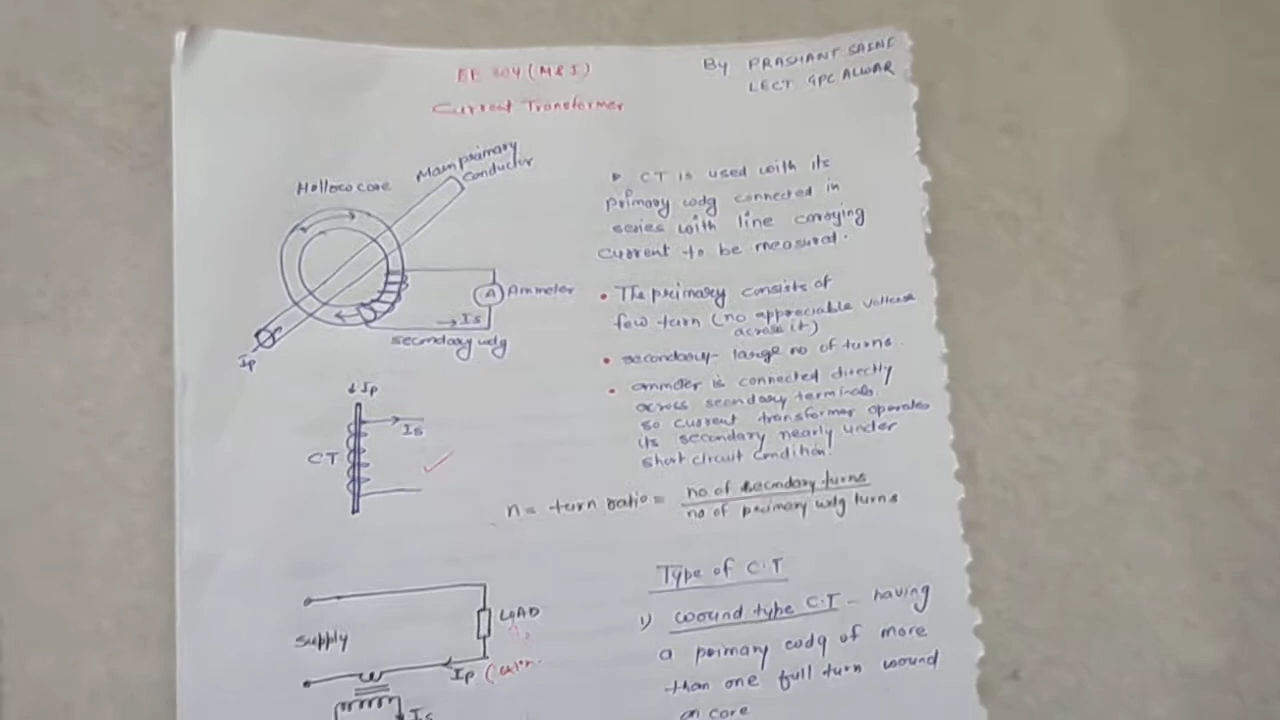 EE 304 (M & I)
By PRASHANT SAINI
LECT GPC ALWAR
Current Transformer
Main primary
conductor
Hollow core
Ammeter
A
Is
secondary wdg
Ip
CT is used with its
primary wdg connected in
series with line carrying
current to be measured.
• The primary consists of
few turn (no appreciable voltage
across it)
• secondary- large no of turns.
• ammeter is connected directly
across secondary terminals
so current transformer operates
its secondary nearly under
short circuit condition.
Ip
Is
CT
n = turn ratio = no of secondary turns
no of primary wdg turns
Type of C.T
1) wound type C.T - having
a primary wdg of more
than one full turn wound
on core
LOAD
Supply
Ip
Is